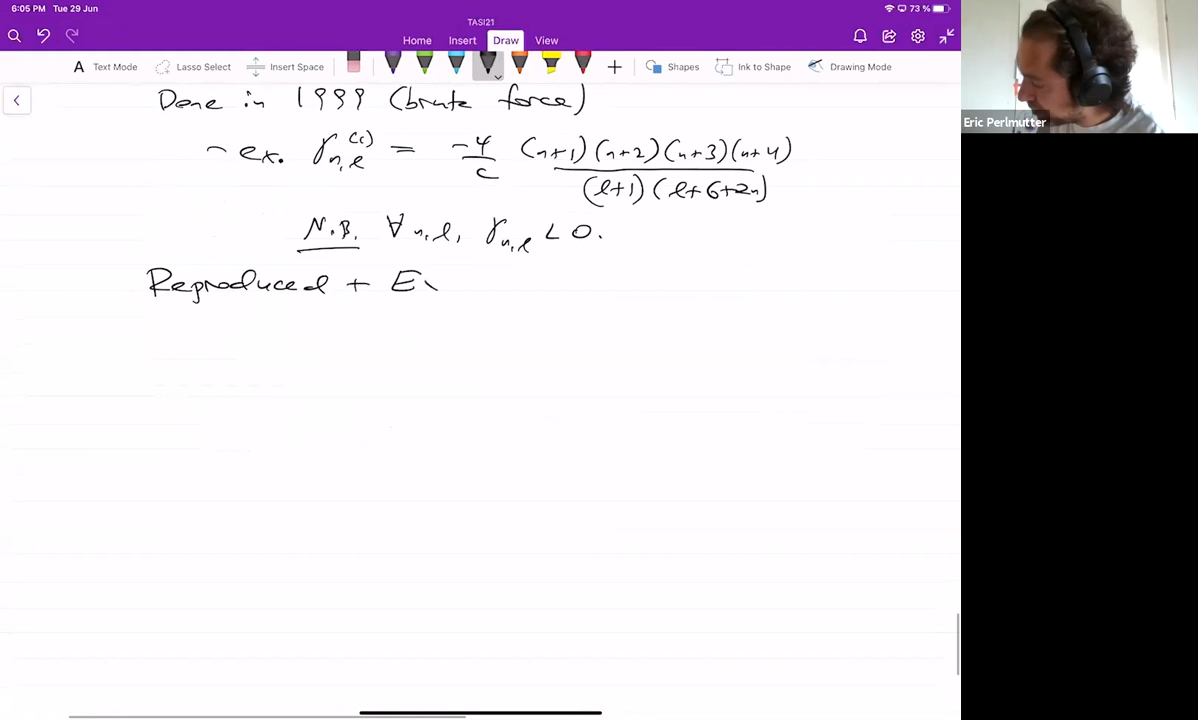 6:05 PM Tue 29 Jun
73 %
TASI21
Home Insert Draw View
Text Mode Lasso Select Insert Space Shapes Ink to Shape Drawing Mode
Done in 1999 (brute force)
~ ex. γ_{n,ℓ}^{(c)} = -4/c (n+1)(n+2)(n+3)(n+4)/(ℓ+1)(ℓ+6+2n)
N.B. ∀ n,ℓ, γ_{n,ℓ} < 0.
Reproduced +
Eric Perlmutter